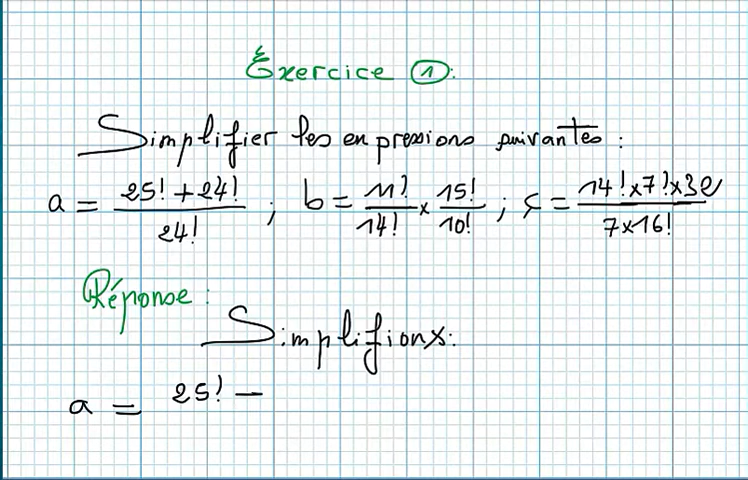 Exercice 1:
Simplifier les expressions suivantes :
a = (25! + 24!) / 24! ; b = 11!/14! × 15!/10! ; c = (14! × 7! × 32) / (7 × 16!)
Réponse :
Simplifions:
a = 25! −